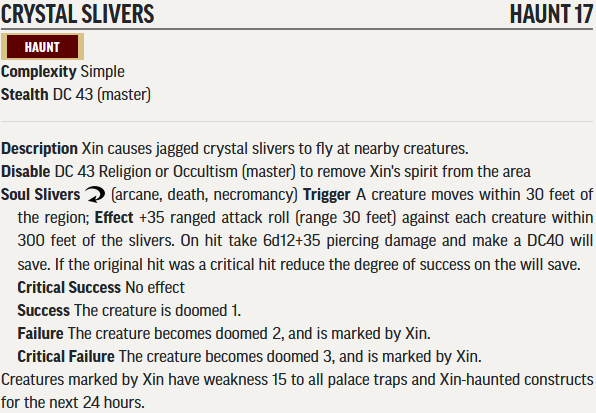 CRYSTAL SLIVERS HAUNT 17
HAUNT
Complexity Simple
Stealth DC 43 (master)
Description Xin causes jagged crystal slivers to fly at nearby creatures.
Disable DC 43 Religion or Occultism (master) to remove Xin's spirit from the area
Soul Slivers (arcane, death, necromancy) Trigger A creature moves within 30 feet of
the region; Effect +35 ranged attack roll (range 30 feet) against each creature within
300 feet of the slivers. On hit take 6d12+35 piercing damage and make a DC40 will
save. If the original hit was a critical hit reduce the degree of success on the will save.
Critical Success No effect
Success The creature is doomed 1.
Failure The creature becomes doomed 2, and is marked by Xin.
Critical Failure The creature becomes doomed 3, and is marked by Xin.
Creatures marked by Xin have weakness 15 to all palace traps and Xin-haunted constructs
for the next 24 hours.